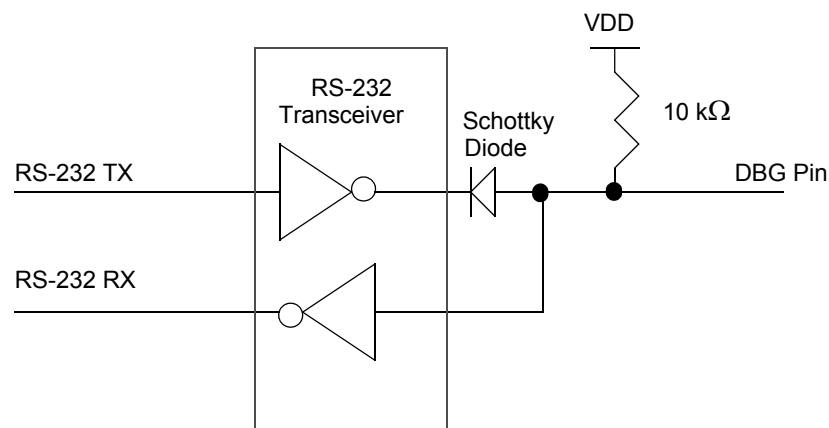 VDD
RS-232
Transceiver
Schottky
Diode
10 kΩ
RS-232 TX
DBG Pin
RS-232 RX